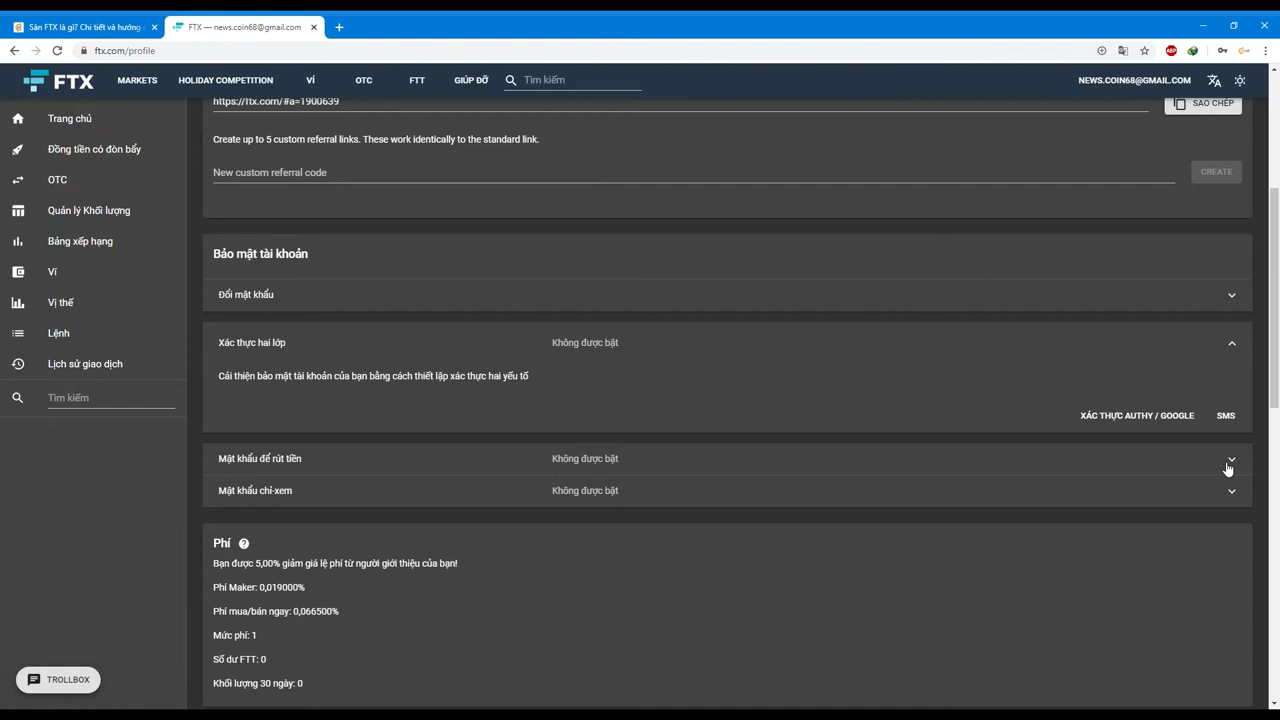 Sàn FTX là gì? Chi tiết và hướng
FTX — news.coin68@gmail.com
ftx.com/profile
ABP
FTX
MARKETS
HOLIDAY COMPETITION
VÍ
OTC
FTT
GIÚP ĐỠ
Tìm kiếm
NEWS.COIN68@GMAIL.COM
Trang chủ
Đồng tiền có đòn bẩy
OTC
Quản lý Khối lượng
Bảng xếp hạng
Ví
Vị thế
Lệnh
Lịch sử giao dịch
Tìm kiếm
https://ftx.com/#a=1900639
SAO CHÉP
Create up to 5 custom referral links. These work identically to the standard link.
New custom referral code
CREATE
Bảo mật tài khoản
Đổi mật khẩu
Xác thực hai lớp
Không được bật
Cải thiện bảo mật tài khoản của bạn bằng cách thiết lập xác thực hai yếu tố
XÁC THỰC AUTHY / GOOGLE
SMS
Mật khẩu để rút tiền
Không được bật
Mật khẩu chỉ-xem
Không được bật
Phí
Bạn được 5,00% giảm giá lệ phí từ người giới thiệu của bạn!
Phí Maker: 0,019000%
Phí mua/bán ngay: 0,066500%
Mức phí: 1
Số dư FTT: 0
Khối lượng 30 ngày: 0
TROLLBOX